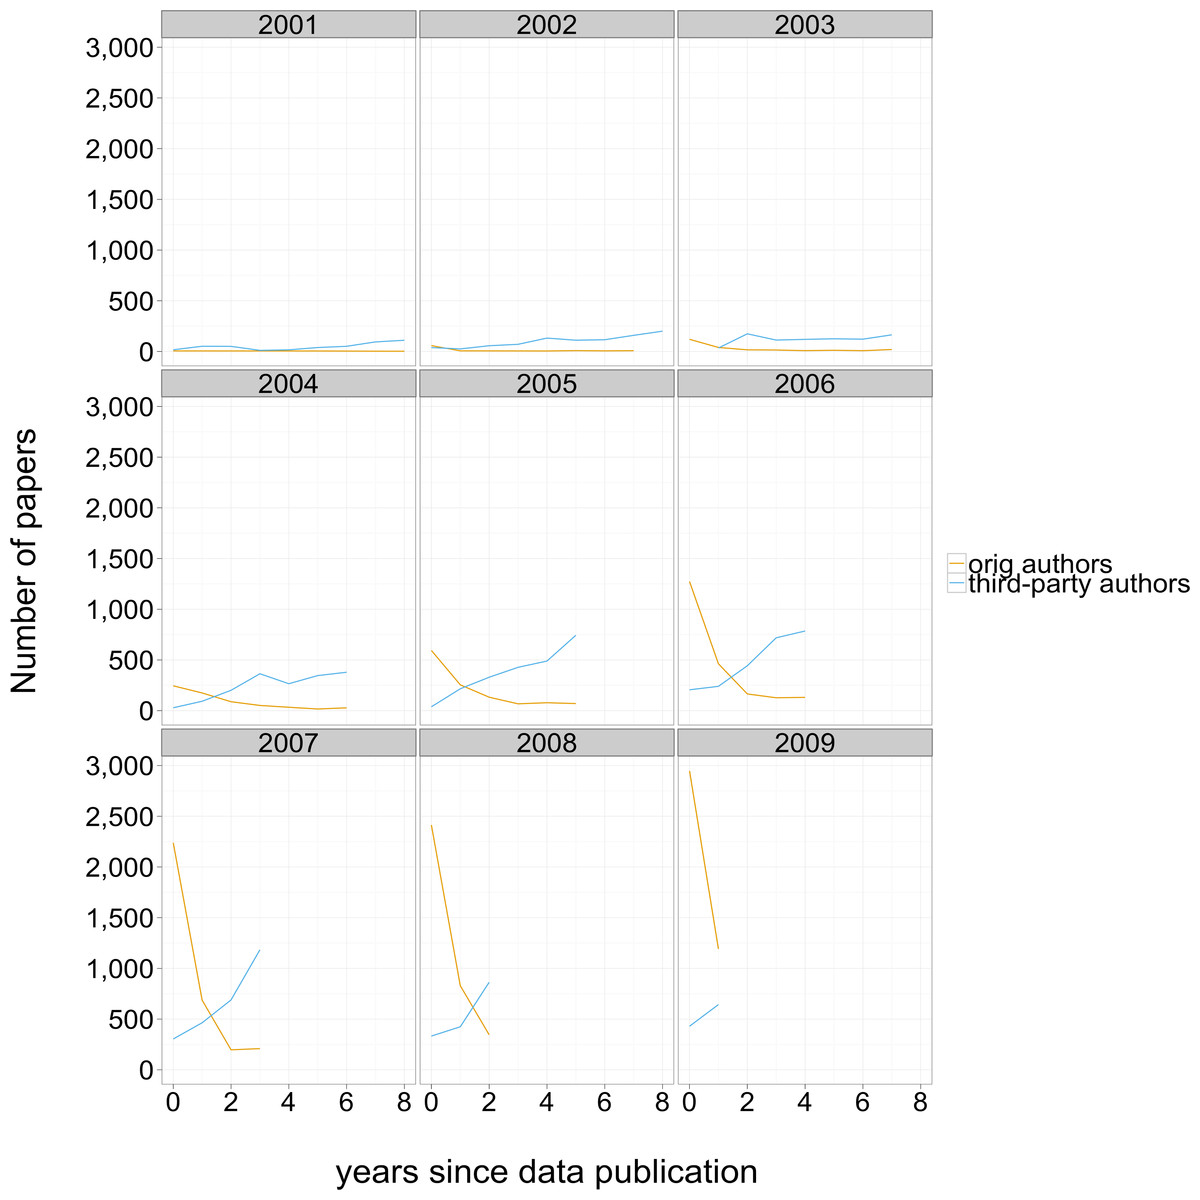 2001 2002 2003
3,000
2,500
2,000
1,500
1,000
500
0
2004 2005 2006
3,000
2,500
2,000
1,500
1,000
500
0
2007 2008 2009
3,000
2,500
2,000
1,500
1,000
500
0
0 2 4 6 8 0 2 4 6 8 0 2 4 6 8
years since data publication
Number of papers
orig authors
third-party authors